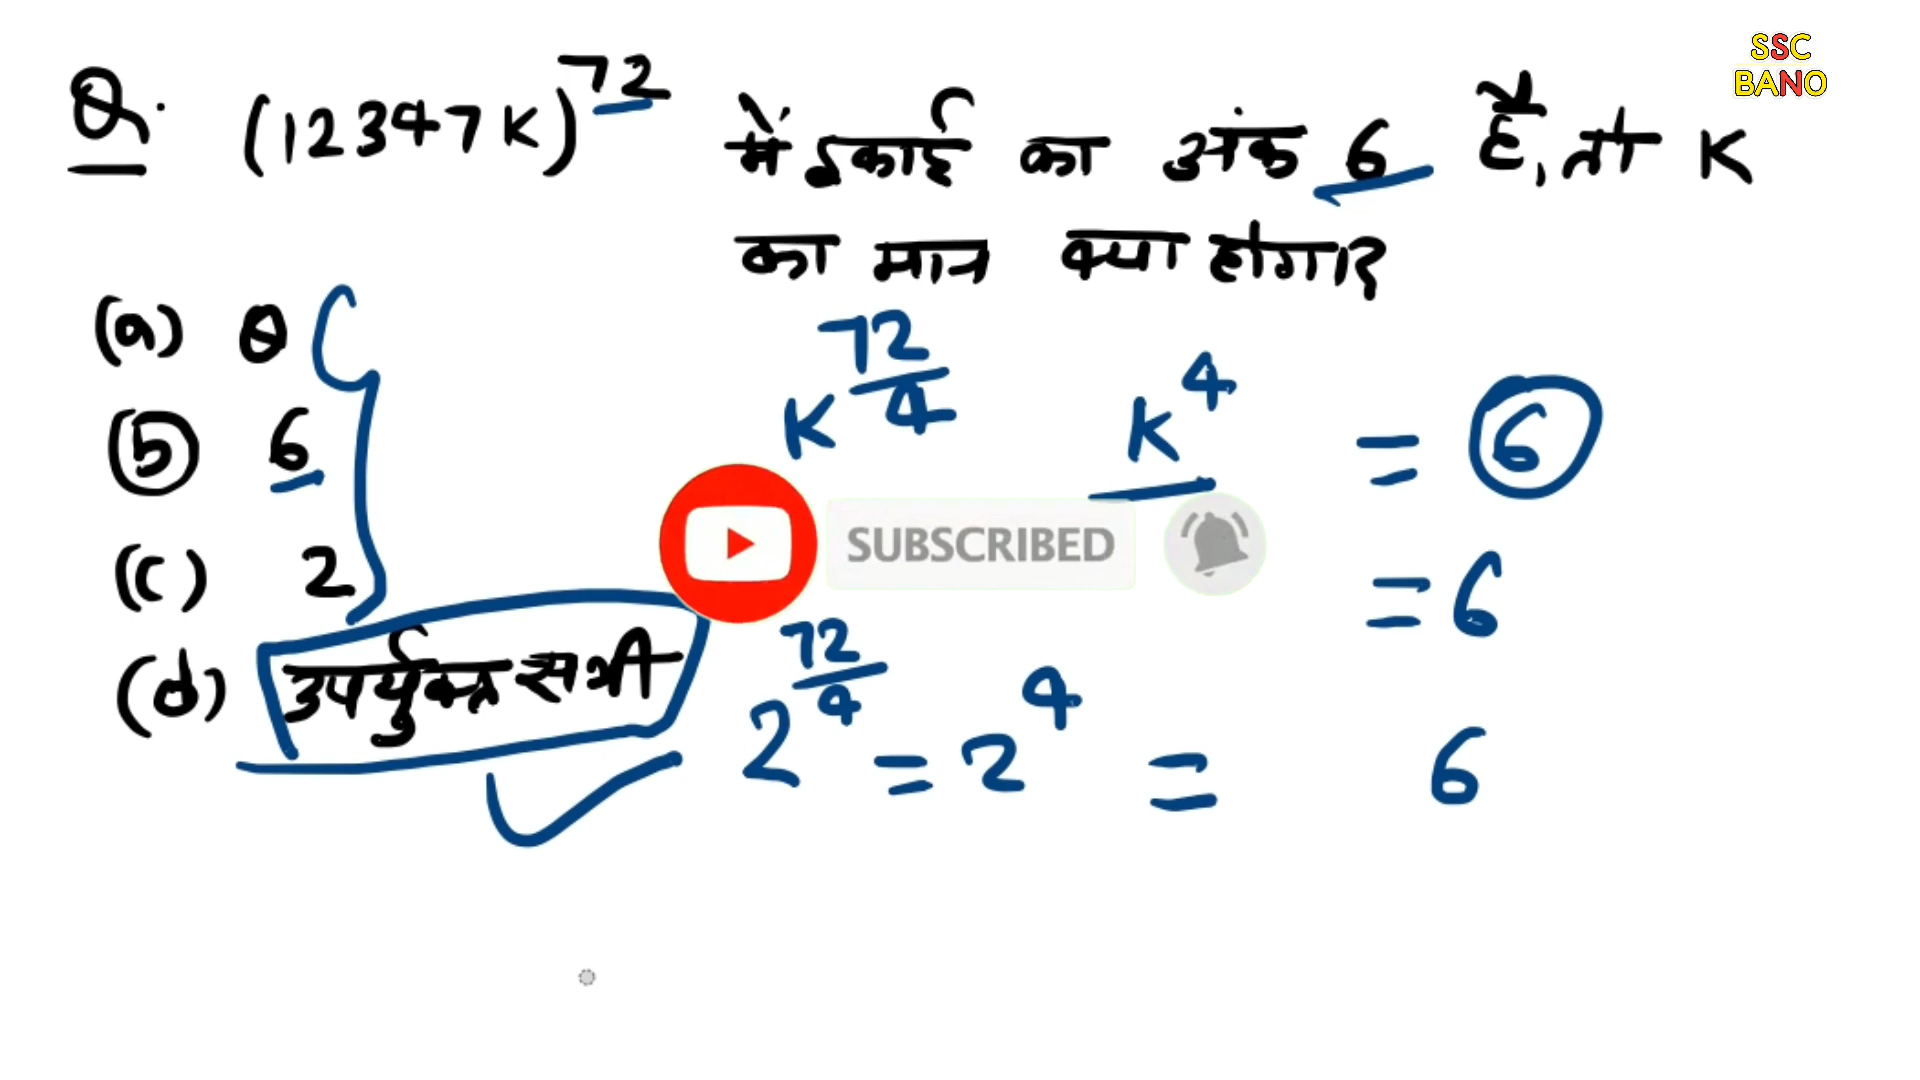 SSC
BANO
Q. (12347K)^72 में इकाई का अंक 6 है, तो K
का मान क्या होगा?
(a) 8
(b) 6
(c) 2
(d) उपर्युक्त सभी
K^72/4 K^4 = 6
SUBSCRIBED
= 6
2^72/4 = 2^4 = 6